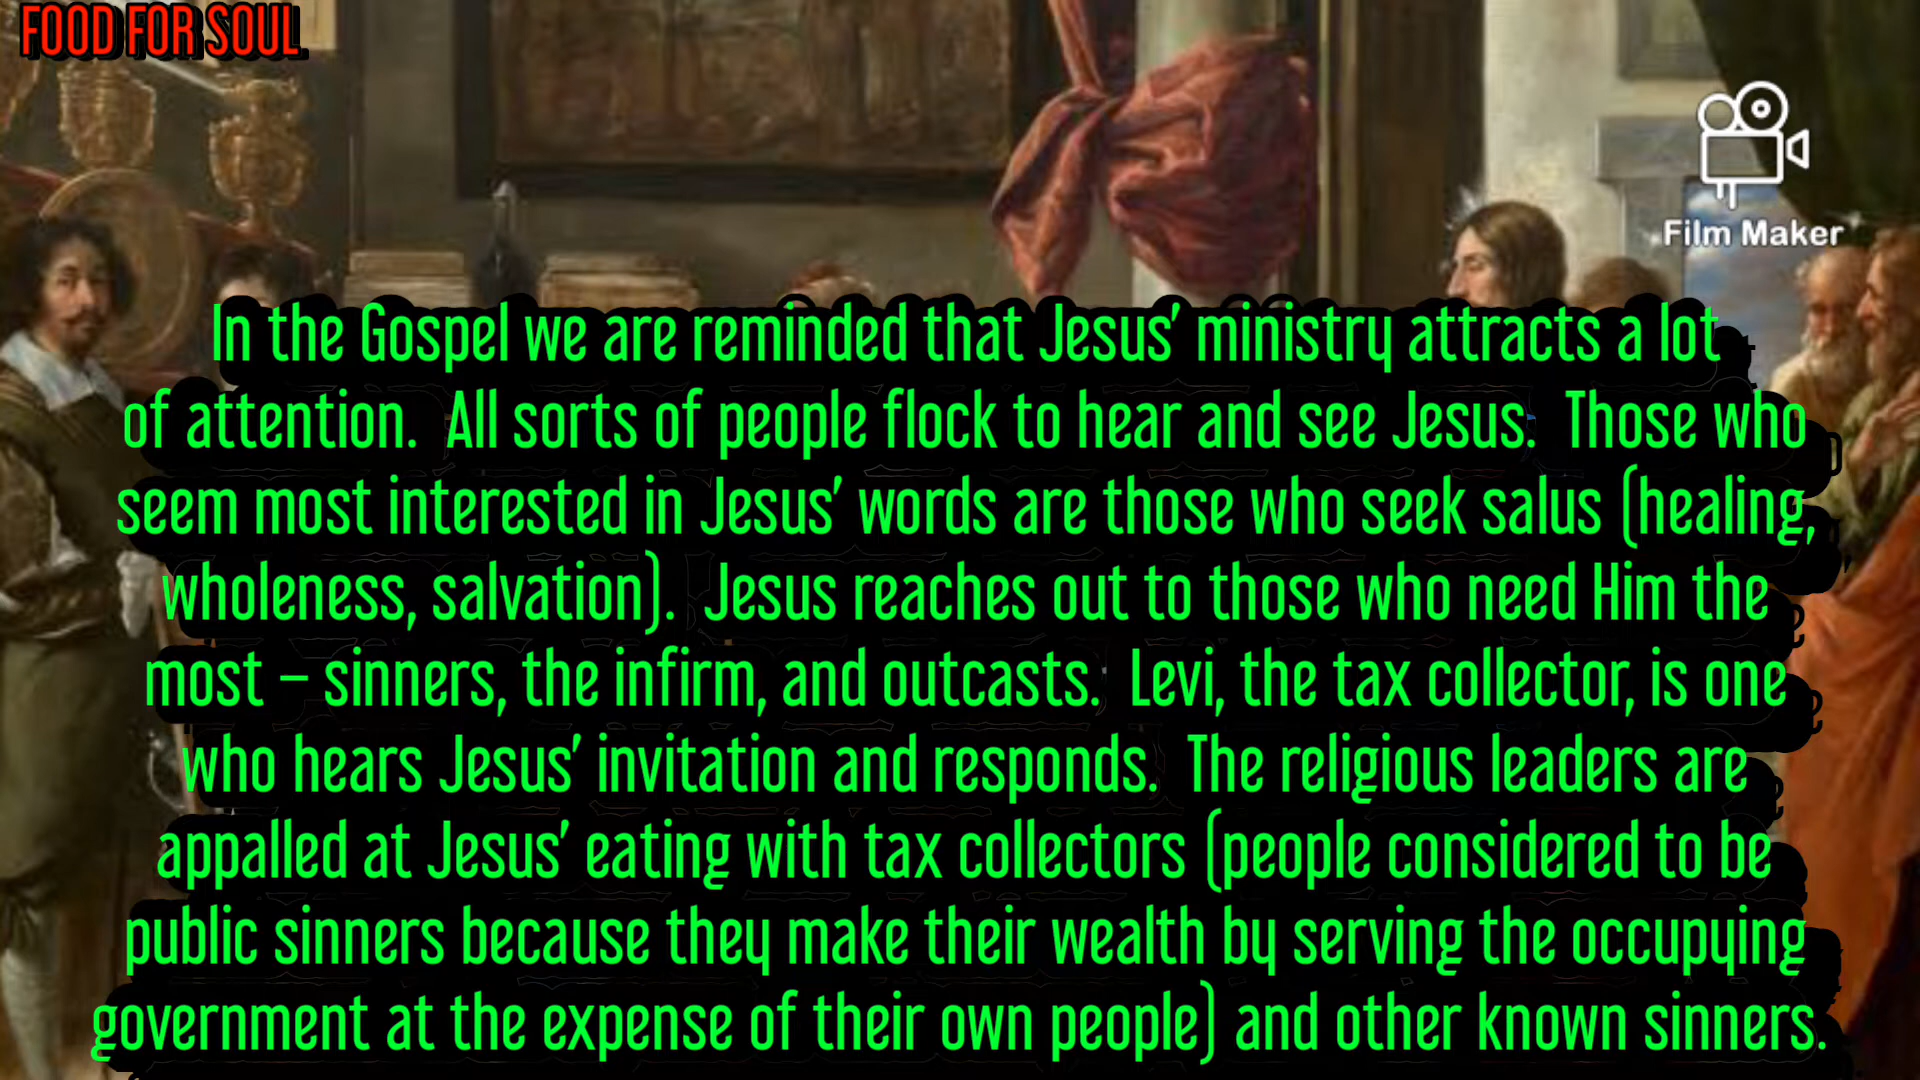 FOOD FOR SOUL
Film Maker
In the Gospel we are reminded that Jesus’ ministry attracts a lot
of attention.  All sorts of people flock to hear and see Jesus.  Those who
seem most interested in Jesus’ words are those who seek salus (healing,
wholeness, salvation).  Jesus reaches out to those who need Him the
most – sinners, the infirm, and outcasts.  Levi, the tax collector, is one
who hears Jesus’ invitation and responds.  The religious leaders are
appalled at Jesus’ eating with tax collectors (people considered to be
public sinners because they make their wealth by serving the occupying
government at the expense of their own people) and other known sinners.